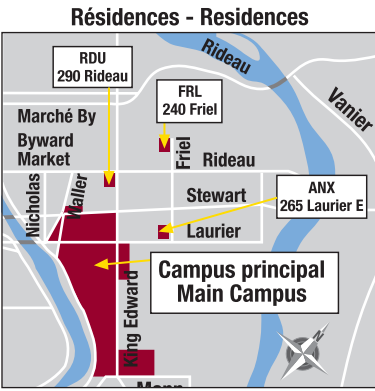 Résidences - Residences
RDU
290 Rideau
FRL
240 Friel
Rideau
Vanier
Marché By
Byward
Market
Friel
Rideau
Nicholas
Waller
Stewart
ANX
265 Laurier E
Laurier
Campus principal
Main Campus
King Edward
N
Mann